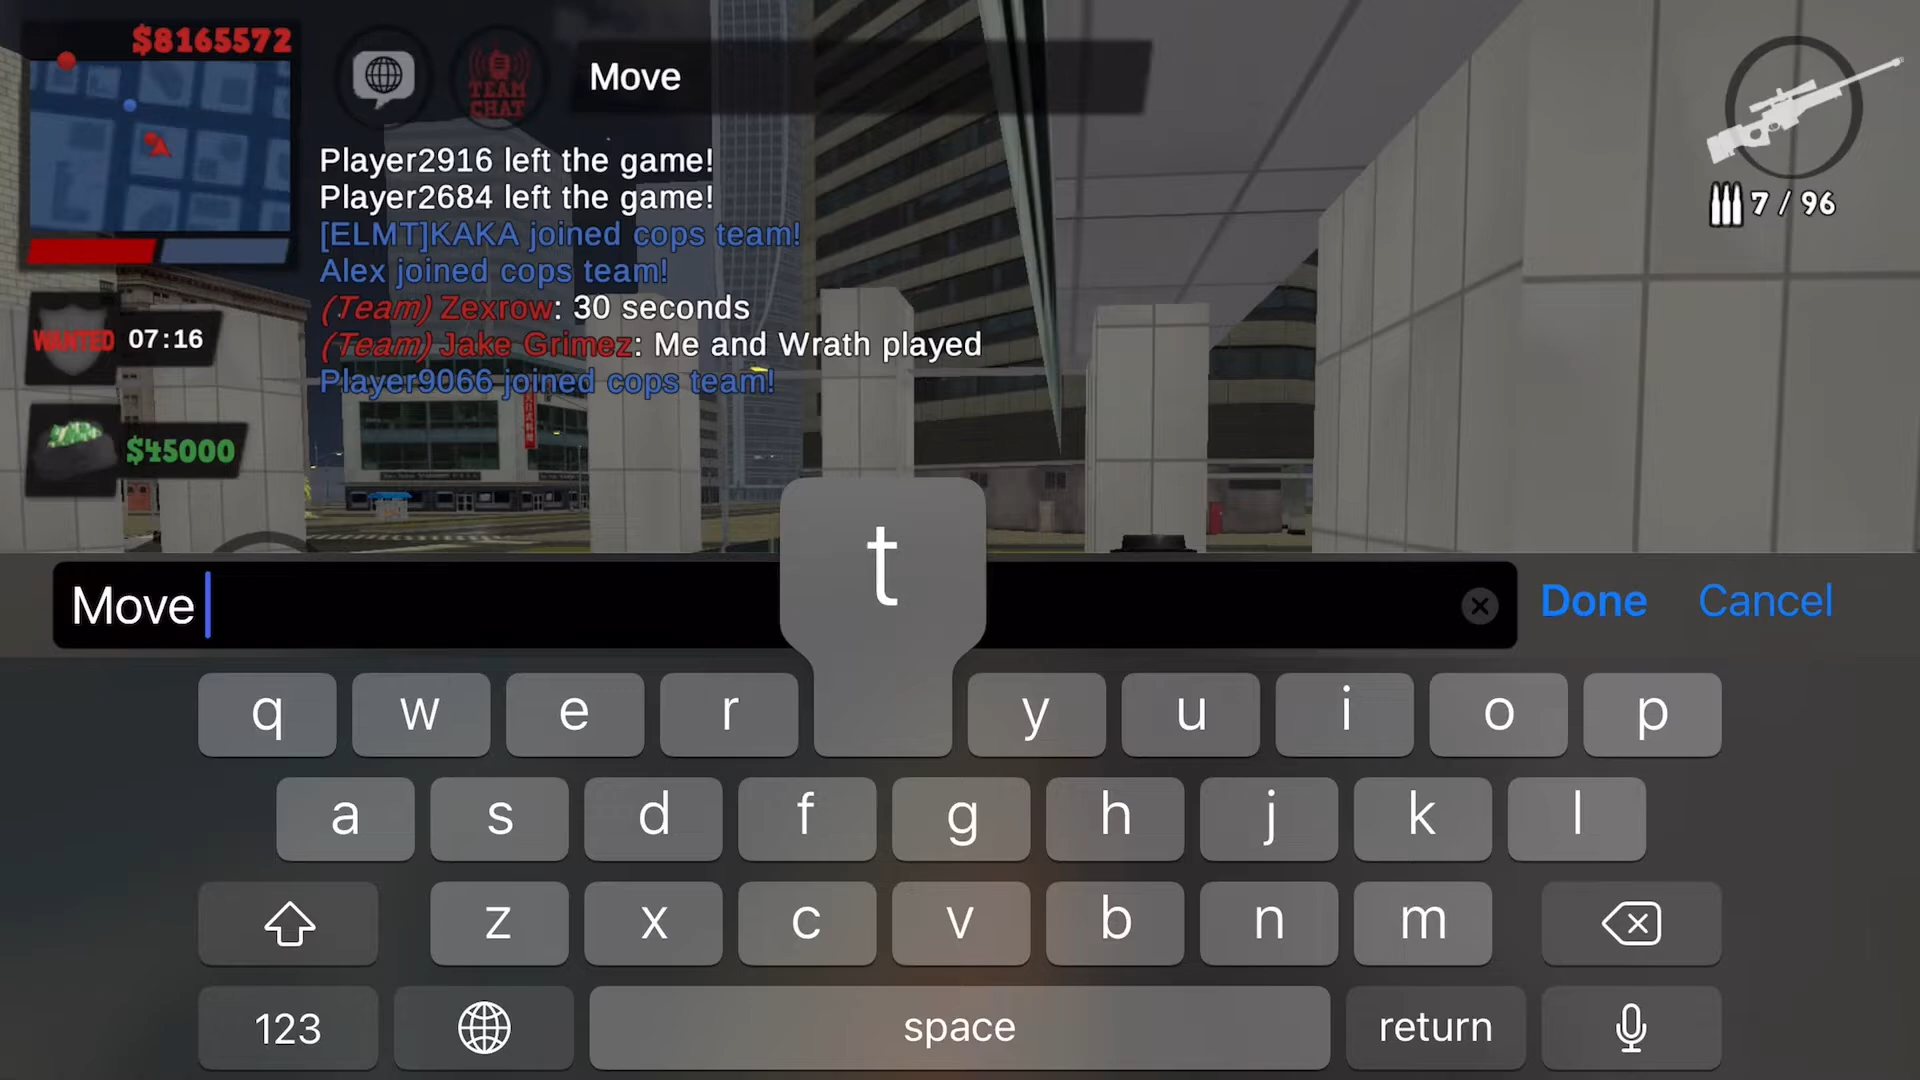 $8165572
TEAM CHAT
Move
Player2916 left the game!
Player2684 left the game!
[ELMT]KAKA joined cops team!
Alex joined cops team!
(Team) Zexrow: 30 seconds
(Team) Jake Grimez: Me and Wrath played
Player9066 joined cops team!
7 / 96
WANTED 07:16
$45000
Move
Done
Cancel
t
q w e r y u i o p
a s d f g h j k l
z x c v b n m
123 space return